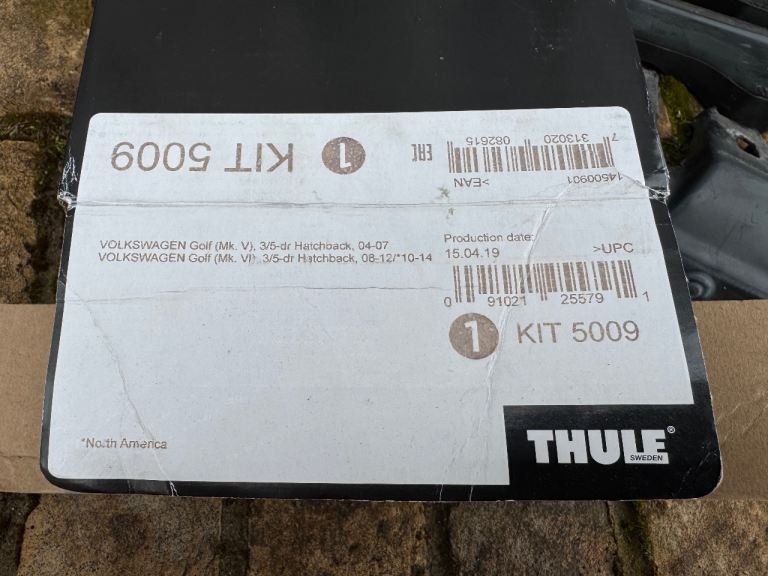 KIT 5009
1
EAC
7 313020 082615
>EAN
14500901
VOLKSWAGEN Golf (Mk. V), 3/5-dr Hatchback, 04-07
VOLKSWAGEN Golf (Mk. VI), 3/5-dr Hatchback, 08-12/*10-14
Production date:
15.04.19
>UPC
0 91021 25579 1
1 KIT 5009
*North America
THULE®
SWEDEN